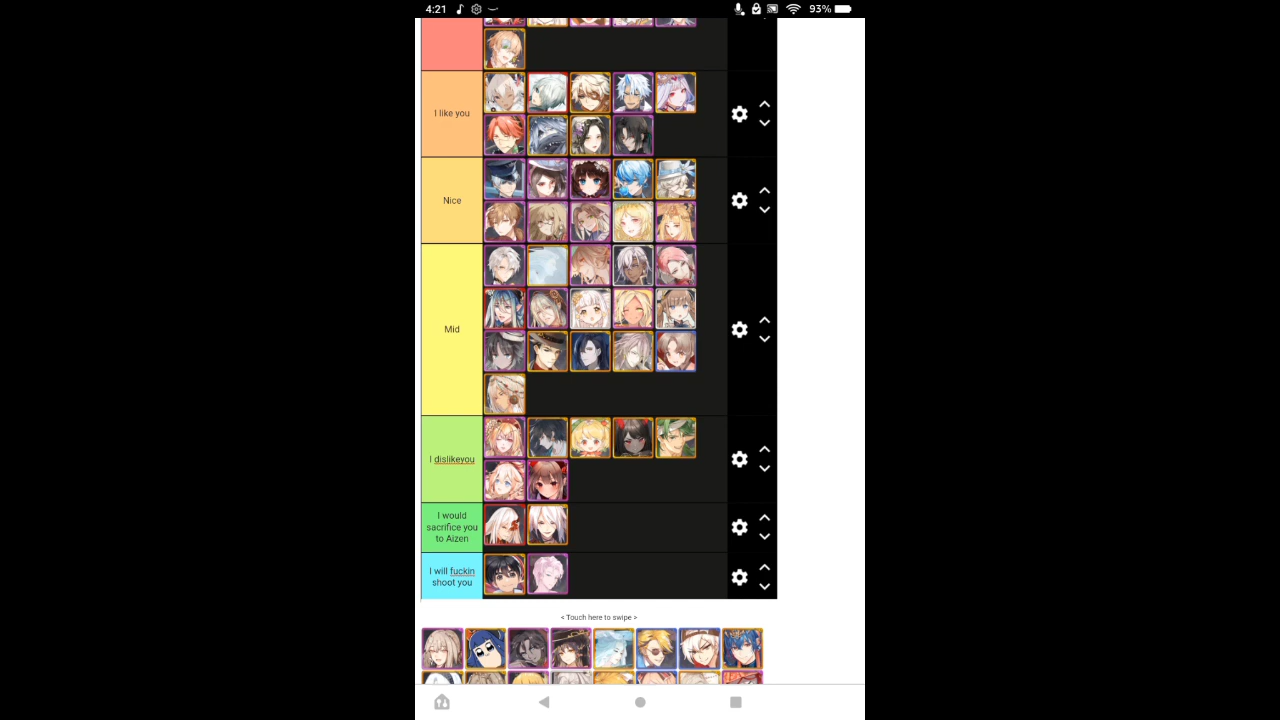 4:21
93%
I like you
Nice
Mid
I dislikeyou
I would
sacrifice you
to Aizen
I will fuckin
shoot you
< Touch here to swipe >